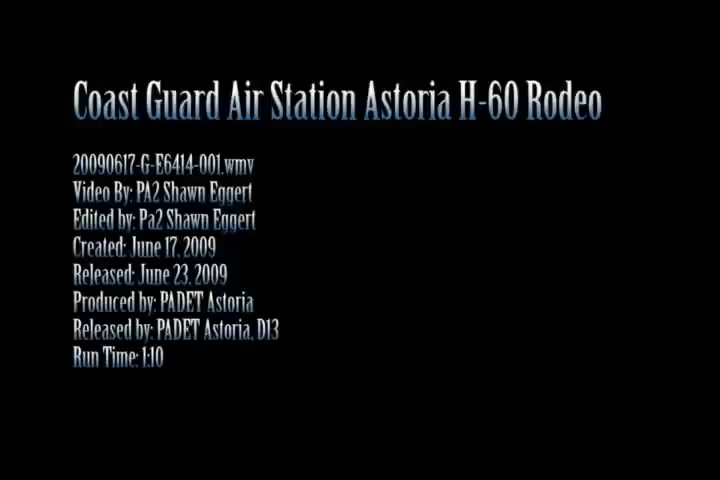 Coast Guard Air Station Astoria H-60 Rodeo
20090617-G-E6414-001.wmv
Video By: PA2 Shawn Eggert
Edited by: Pa2 Shawn Eggert
Created: June 17, 2009
Released: June 23, 2009
Produced by: PADET Astoria
Released by: PADET Astoria, D13
Run Time: 1:10